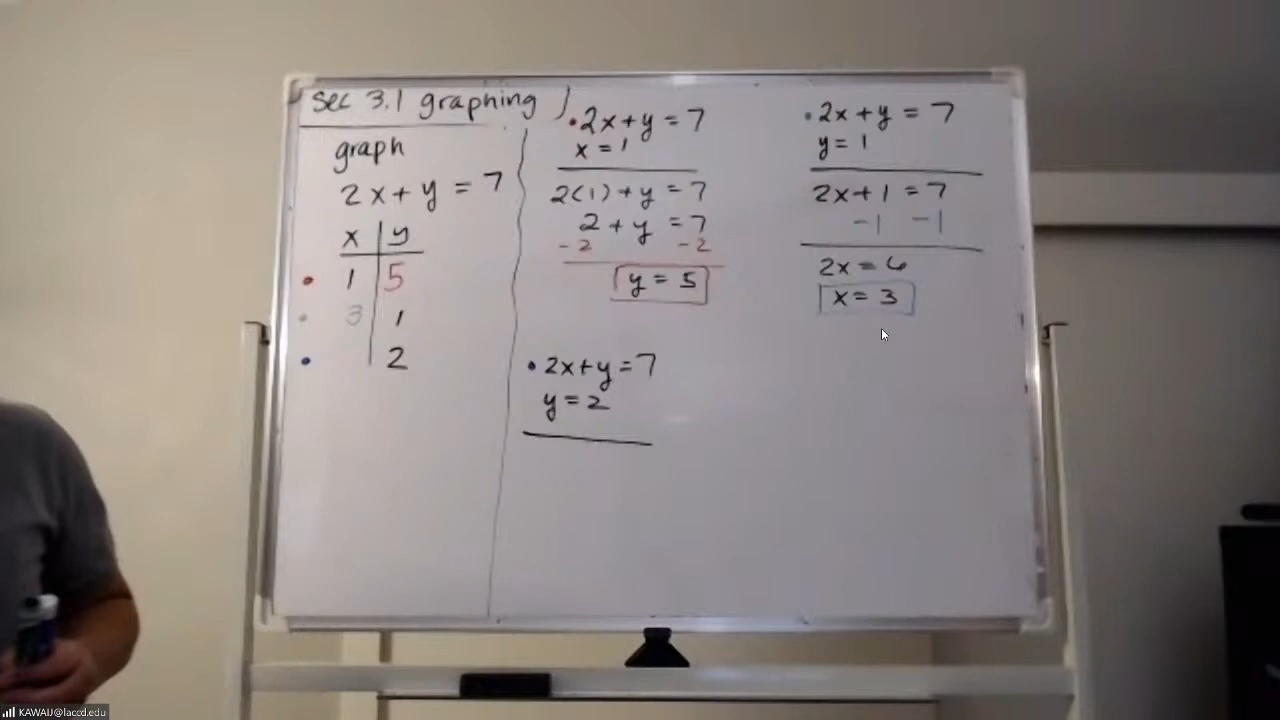 sec 3.1 graphing
graph
2x + y = 7
x y
1 5
3 1
2
2x + y = 7
x = 1
2(1) + y = 7
2 + y = 7
-2 -2
y = 5
2x + y = 7
y = 1
2x + 1 = 7
-1 -1
2x = 6
x = 3
2x + y = 7
y = 2
KAWAIJ@laccd.edu